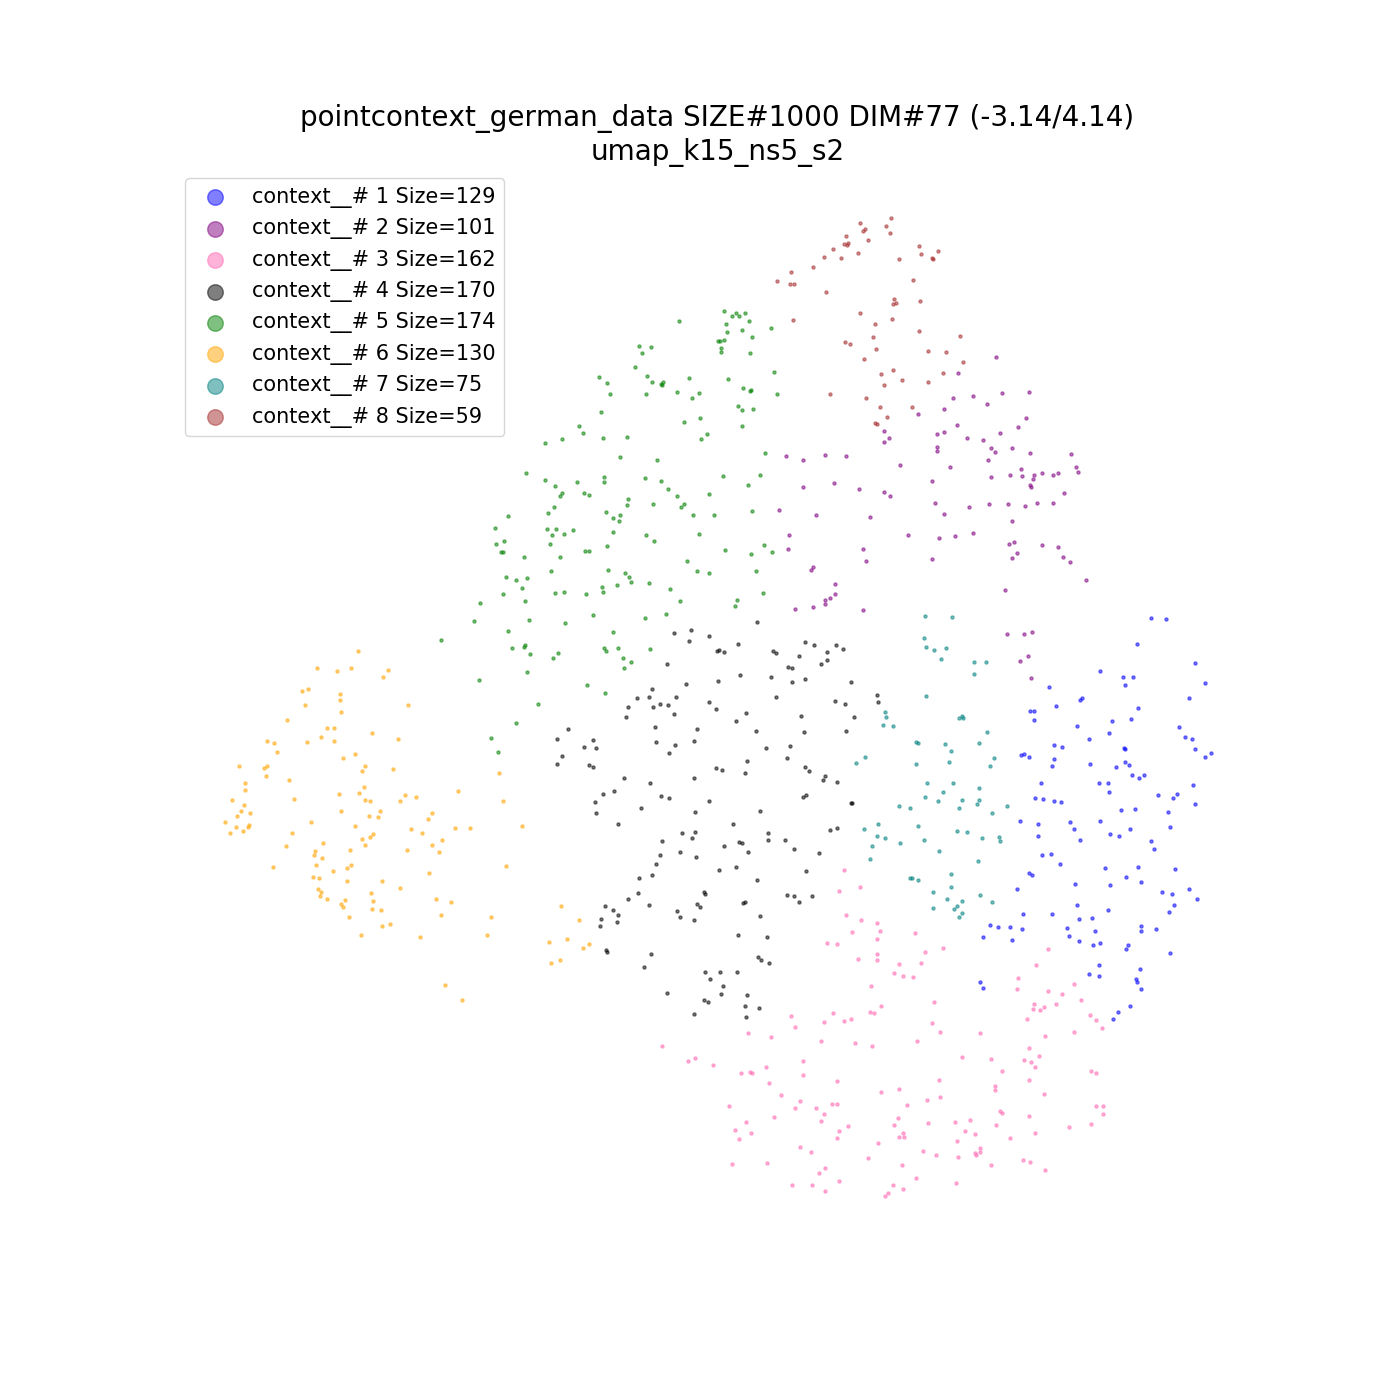 pointcontext_german_data SIZE#1000 DIM#77 (-3.14/4.14)
umap_k15_ns5_s2
context__# 1 Size=129
context__# 2 Size=101
context__# 3 Size=162
context__# 4 Size=170
context__# 5 Size=174
context__# 6 Size=130
context__# 7 Size=75
context__# 8 Size=59